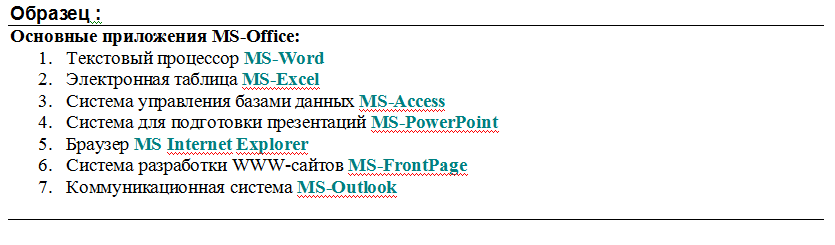 Образец :
Основные приложения MS-Office:
1. Текстовый процессор MS-Word
2. Электронная таблица MS-Excel
3. Система управления базами данных MS-Access
4. Система для подготовки презентаций MS-PowerPoint
5. Браузер MS Internet Explorer
6. Система разработки WWW-сайтов MS-FrontPage
7. Коммуникационная система MS-Outlook